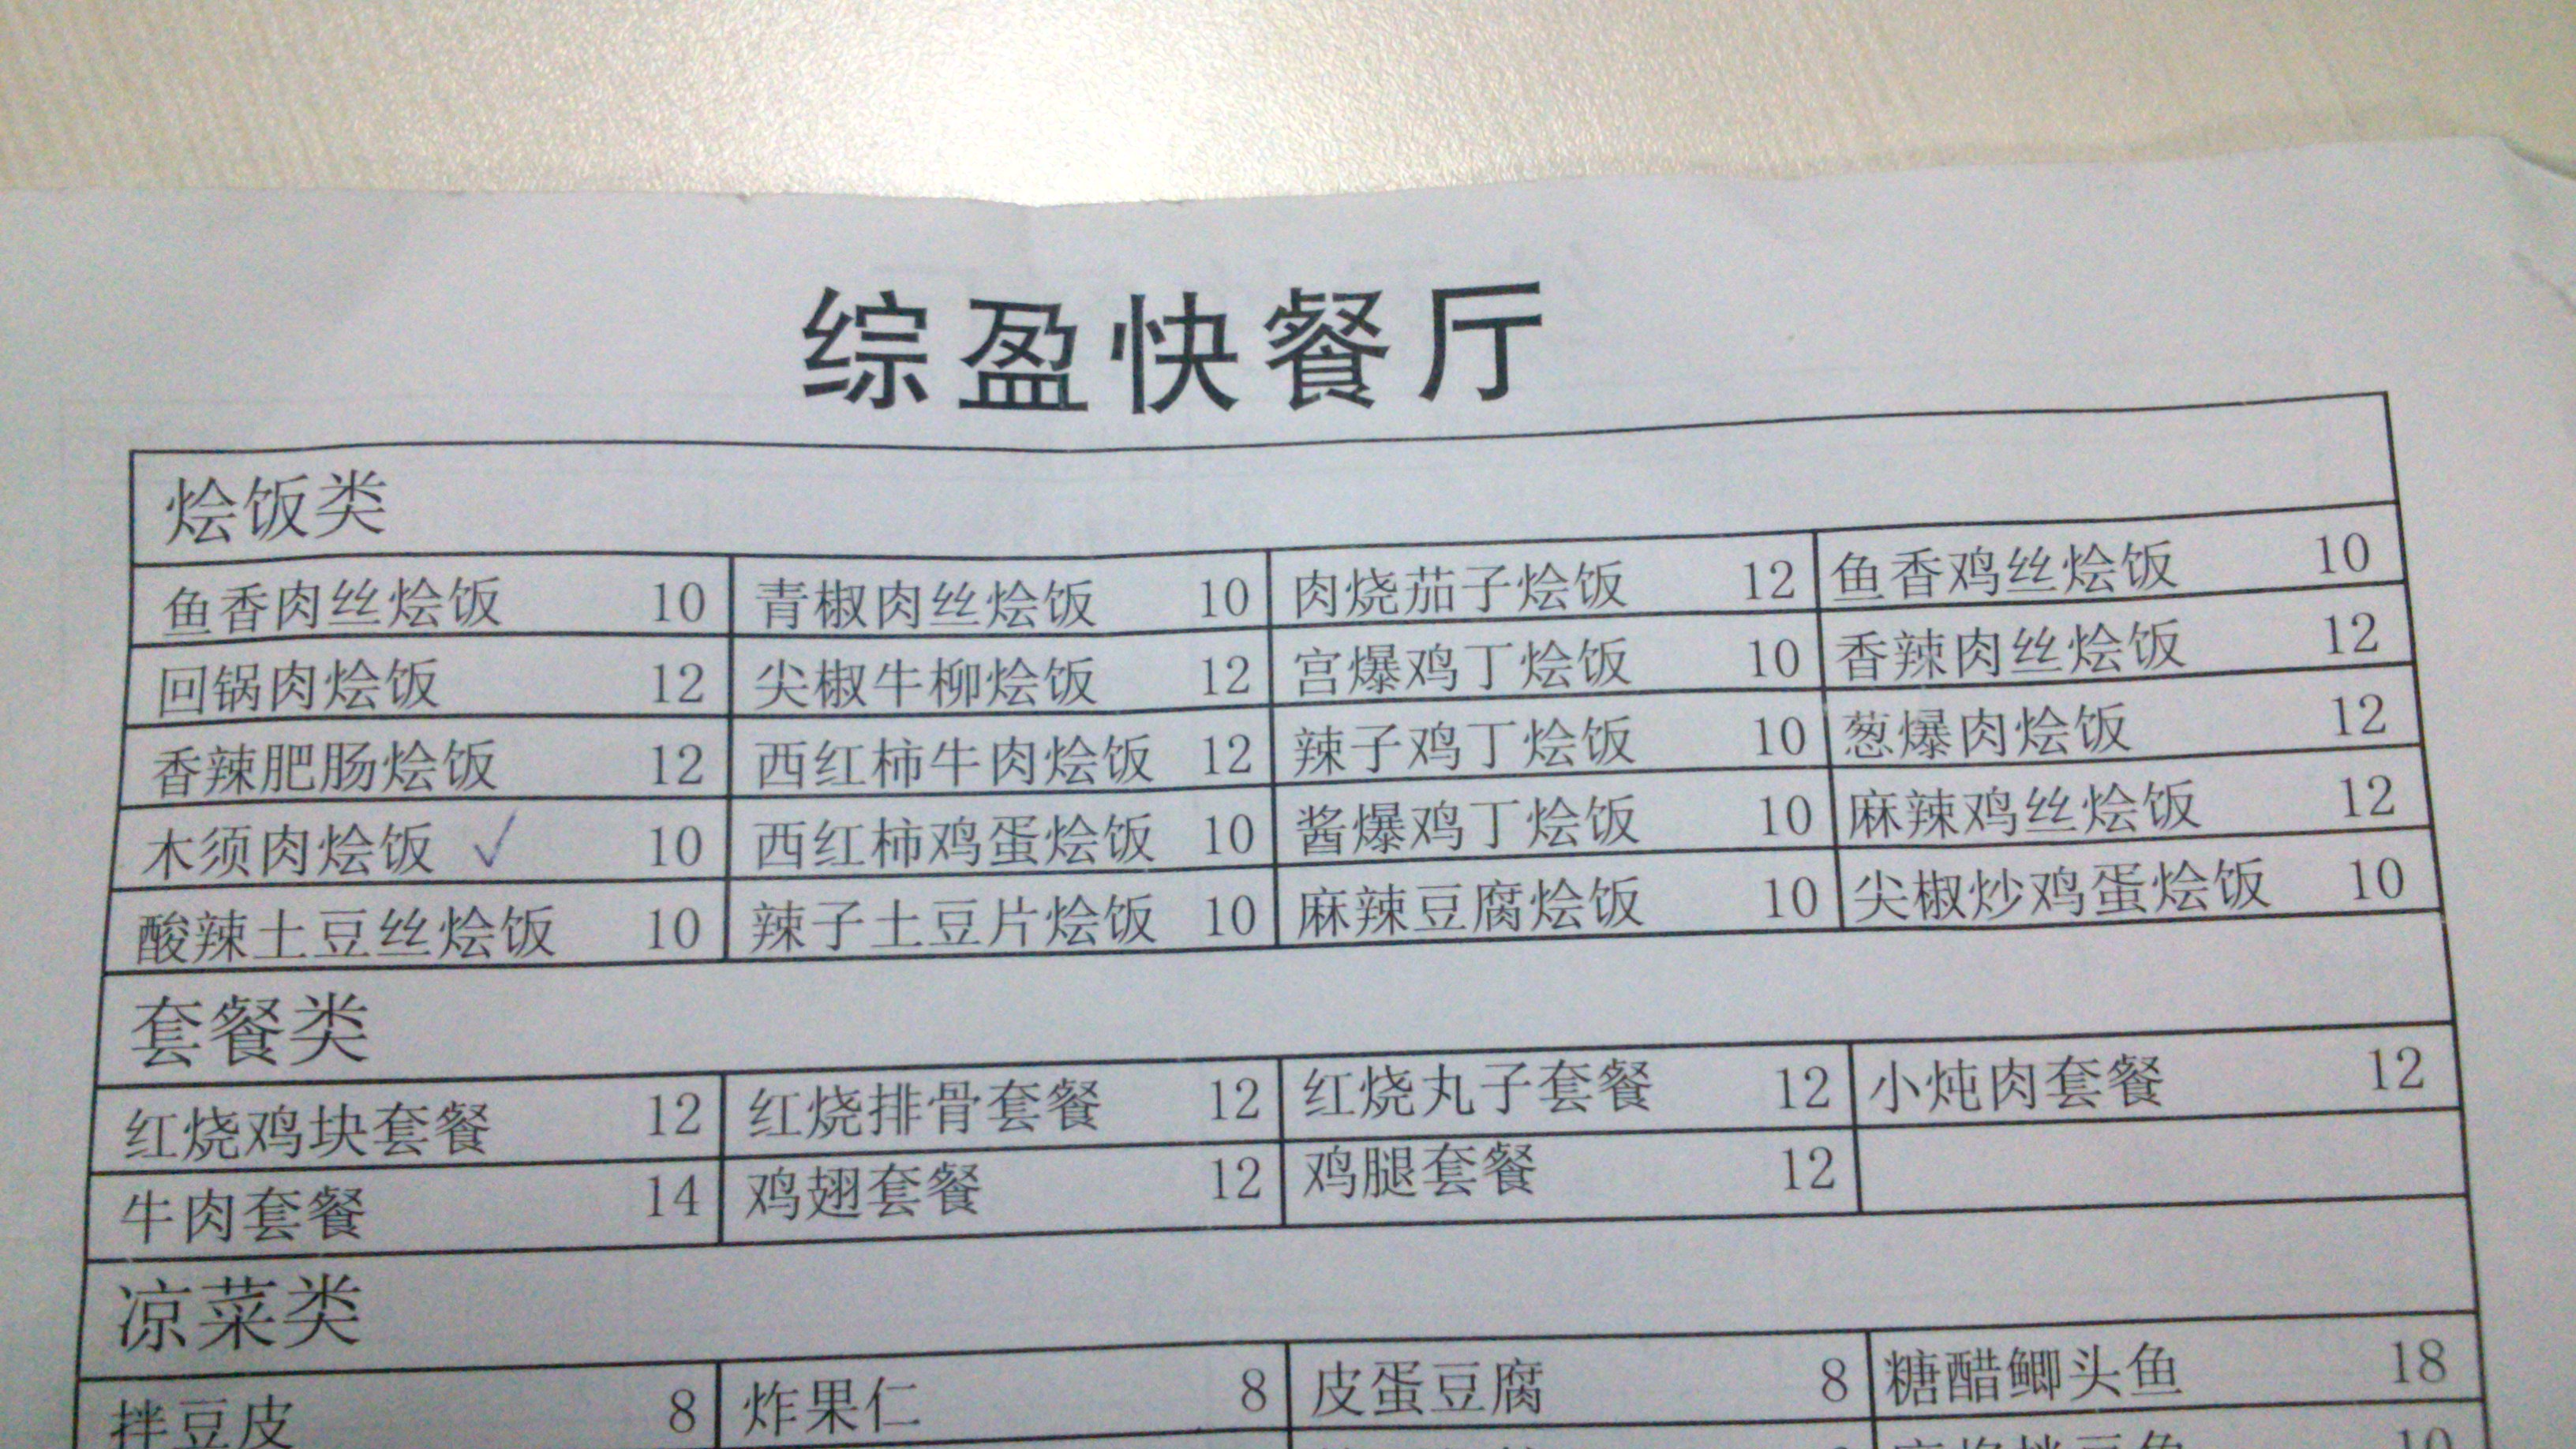 综盈快餐厅
烩饭类
鱼香肉丝烩饭 10 青椒肉丝烩饭 10 肉烧茄子烩饭 12 鱼香鸡丝烩饭 10
回锅肉烩饭 12 尖椒牛柳烩饭 12 宫爆鸡丁烩饭 10 香辣肉丝烩饭 12
香辣肥肠烩饭 12 西红柿牛肉烩饭 12 辣子鸡丁烩饭 10 葱爆肉烩饭 12
木须肉烩饭 ✓ 10 西红柿鸡蛋烩饭 10 酱爆鸡丁烩饭 10 麻辣鸡丝烩饭 12
酸辣土豆丝烩饭 10 辣子土豆片烩饭 10 麻辣豆腐烩饭 10 尖椒炒鸡蛋烩饭 10
套餐类
红烧鸡块套餐 12 红烧排骨套餐 12 红烧丸子套餐 12 小炖肉套餐 12
牛肉套餐 14 鸡翅套餐 12 鸡腿套餐 12
凉菜类
拌豆皮 8 炸果仁 8 皮蛋豆腐 8 糖醋鲫头鱼 18